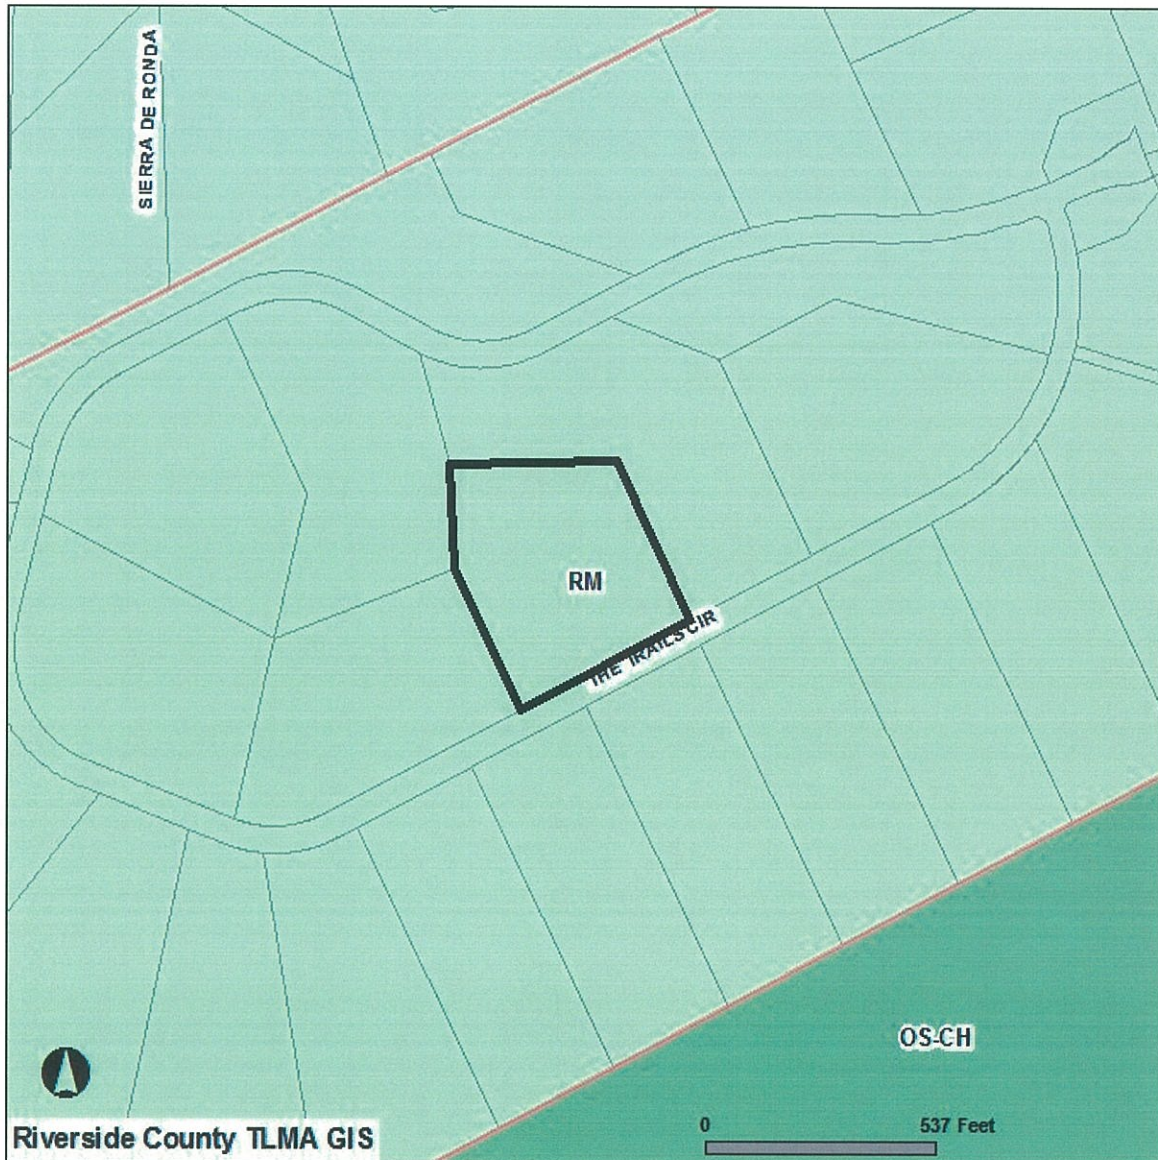 SIERRA DE RONDA
RM
THE TRAILS CIR
OS-CH
Riverside County TLMA GIS
0 537 Feet